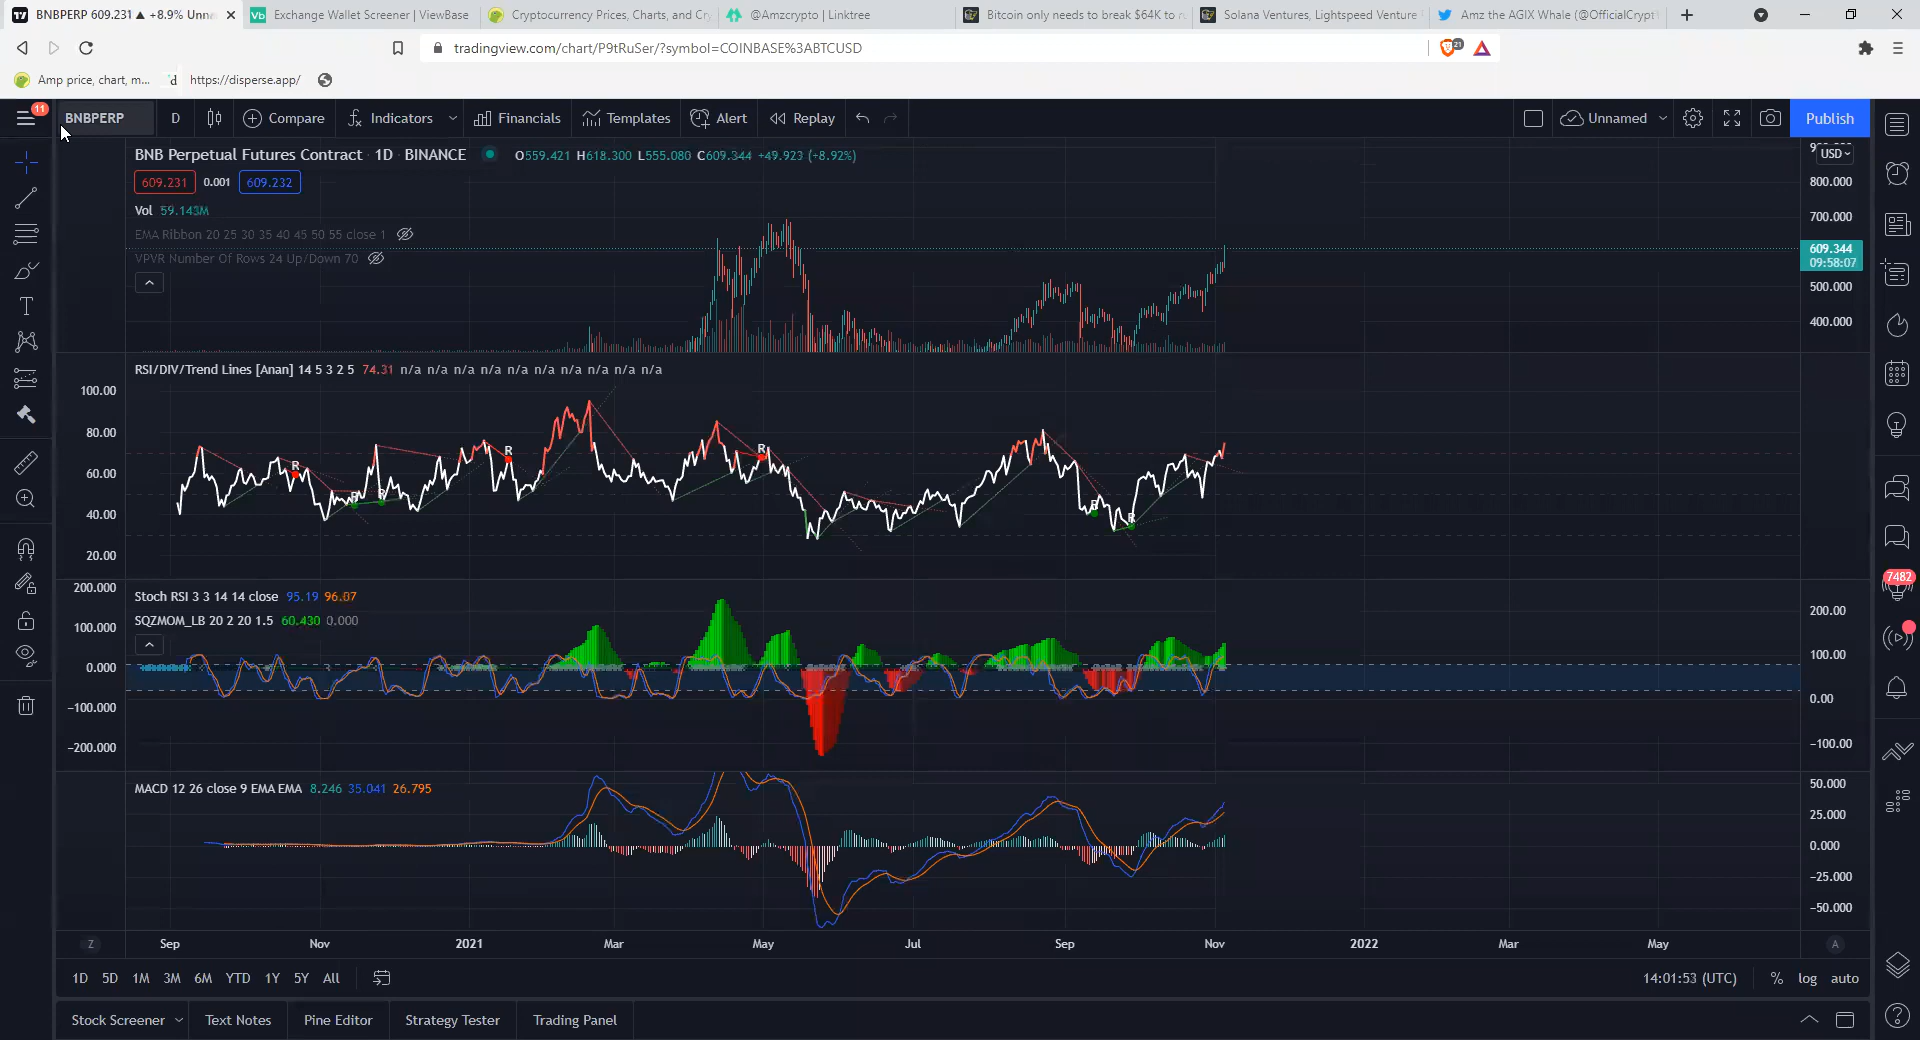 BNBPERP 609.231 ▲ +8.9% Unna
Exchange Wallet Screener | ViewBase
Cryptocurrency Prices, Charts, and Cry
@Amzcrypto | Linktree
Bitcoin only needs to break $64K to ru
Solana Ventures, Lightspeed Venture
Amz the AGIX Whale (@OfficialCrypt
tradingview.com/chart/P9tRuSer/?symbol=COINBASE%3ABTCUSD
21
Amp price, chart, m...
d https://disperse.app/
11
BNBPERP D Compare Indicators Financials Templates Alert Replay Unnamed Publish
BNB Perpetual Futures Contract · 1D · BINANCE O559.421 H618.300 L555.080 C609.344 +49.923 (+8.92%)
USD
609.231 0.001 609.232
Vol 59.143M
EMA Ribbon 20 25 30 35 40 45 50 55 close 1
VPVR Number Of Rows 24 Up/Down 70
800.000
700.000
609.344
09:58:07
500.000
400.000
RSI/DIV/Trend Lines [Anan] 14 5 3 2 5 74.31 n/a n/a n/a n/a n/a n/a n/a n/a n/a n/a
100.00
80.00
60.00
40.00
20.00
R
R
R
R
Stoch RSI 3 3 14 14 close 95.19 96.07
SQZMOM_LB 20 2 20 1.5 60.430 0.000
200.000
100.000
0.000
−100.000
−200.000
200.00
100.00
0.00
−100.00
7482
MACD 12 26 close 9 EMA EMA 8.246 35.041 26.795
50.000
25.000
0.000
−25.000
−50.000
Z Sep Nov 2021 Mar May Jul Sep Nov 2022 Mar May A
1D 5D 1M 3M 6M YTD 1Y 5Y All 14:01:53 (UTC) % log auto
Stock Screener Text Notes Pine Editor Strategy Tester Trading Panel